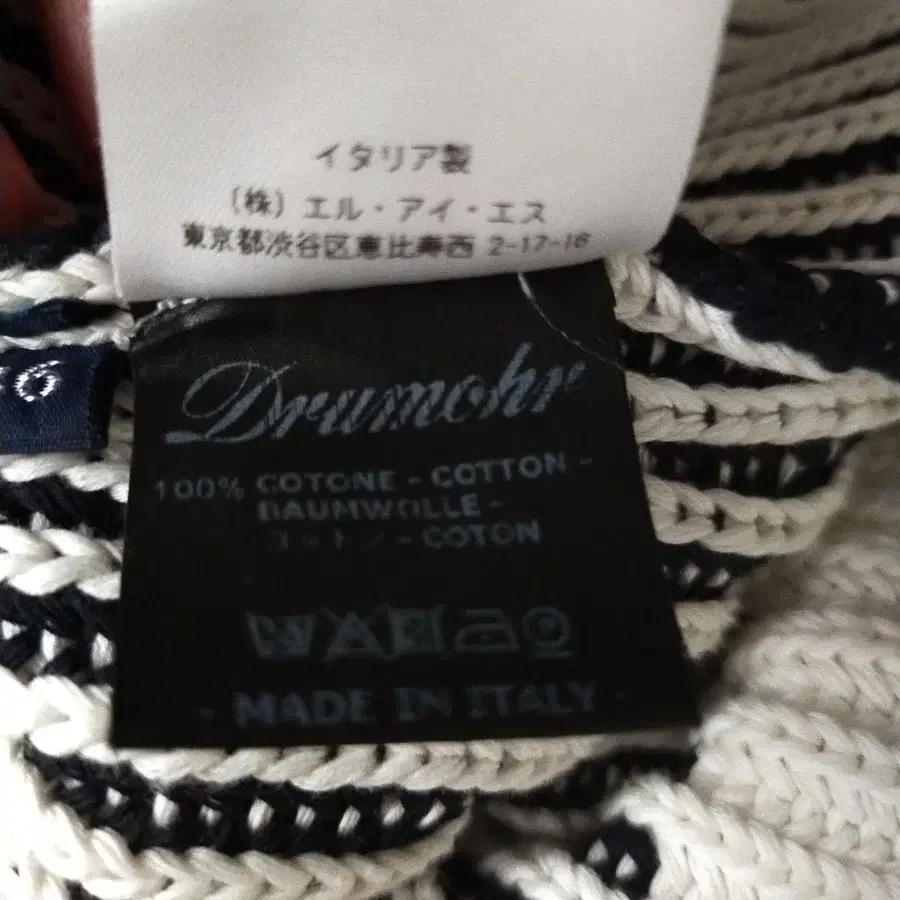 イタリア製
(株) エル・アイ・エス
東京都渋谷区恵比寿西 2-17-16
46
Drumohr
100% COTONE - COTTON -
BAUMWOLLE -
コットン - COTON
- MADE IN ITALY -